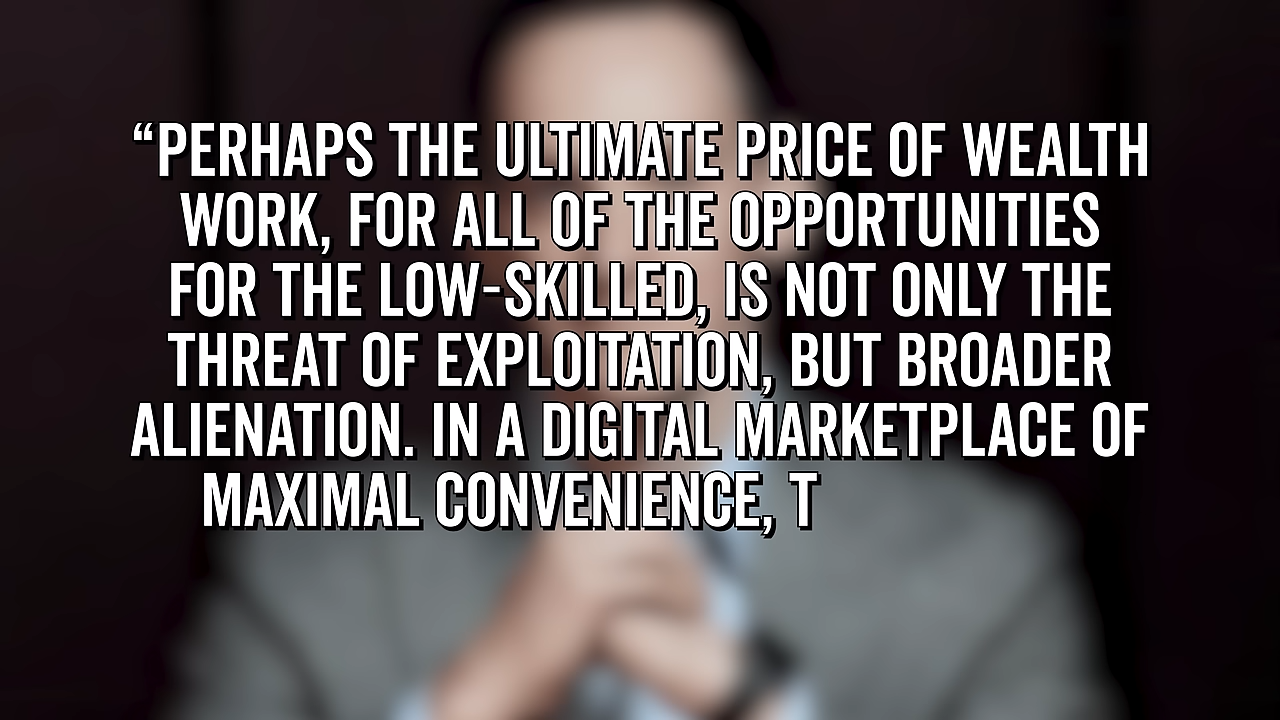 “PERHAPS THE ULTIMATE PRICE OF WEALTH
WORK, FOR ALL OF THE OPPORTUNITIES
FOR THE LOW-SKILLED, IS NOT ONLY THE
THREAT OF EXPLOITATION, BUT BROADER
ALIENATION. IN A DIGITAL MARKETPLACE OF
MAXIMAL CONVENIENCE, T